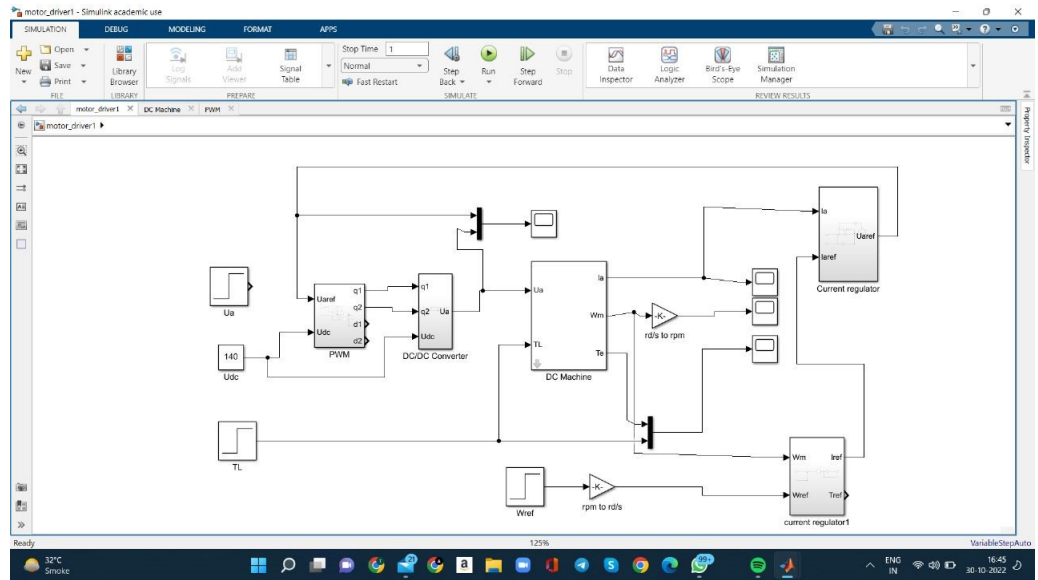 motor_driver1 - Simulink academic use
SIMULATION DEBUG MODELING FORMAT APPS
New
Open
Save
Print
FILE
Library Browser
LIBRARY
Log Signals
Add Viewer
Signal Table
PREPARE
Stop Time 1
Normal
Fast Restart
Step Back
Run
Step Forward
Stop
SIMULATE
Data Inspector
Logic Analyzer
Bird's-Eye Scope
Simulation Manager
REVIEW RESULTS
motor_driver1 DC Machine PWM
motor_driver1
Property Inspector
Ia
Uaref
Iaref
Current regulator
Ua
Uaref
Udc
q1
q2
d1
d2
PWM
q1
q2 Ua
Udc
DC/DC Converter
140
Udc
Ua
TL
Ia
Wm
Te
DC Machine
-K-
rd/s to rpm
TL
Wref
-K-
rpm to rd/s
Wm Iref
Wref Tref
current regulator1
Ready 125% VariableStepAuto
32°C
Smoke
21
99+
ENG
IN
16:45
30-10-2022